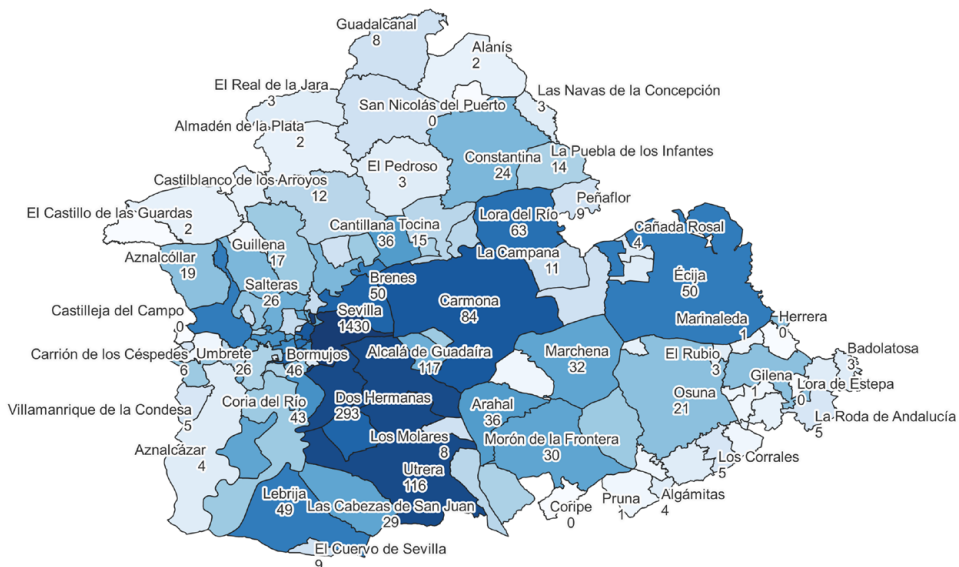 Guadalcanal
8
Alanís
2
El Real de la Jara
3
Las Navas de la Concepción
3
San Nicolás del Puerto
0
Almadén de la Plata
2
La Puebla de los Infantes
14
Constantina
24
El Pedroso
3
Castilblanco de los Arroyos
12
Peñaflor
9
El Castillo de las Guardas
2
Lora del Río
63
Cantillana
36
Tocina
15
Cañada Rosal
4
Guillena
17
La Campana
11
Aznalcóllar
19
Écija
50
Brenes
50
Salteras
26
Carmona
84
Castilleja del Campo
0
Sevilla
1430
Marinaleda
1
Herrera
0
Carrión de los Céspedes
6
Umbrete
26
Bormujos
46
Alcalá de Guadaíra
117
Marchena
32
El Rubio
3
Badolatosa
3
Gilena
1
Lora de Estepa
0
Osuna
21
Dos Hermanas
293
Coria del Río
43
Arahal
36
Villamanrique de la Condesa
5
La Roda de Andalucía
5
Los Molares
8
Morón de la Frontera
30
Aznalcázar
4
Los Corrales
5
Utrera
116
Lebrija
49
Las Cabezas de San Juan
29
Coripe
0
Pruna
1
Algámitas
4
El Cuervo de Sevilla
9